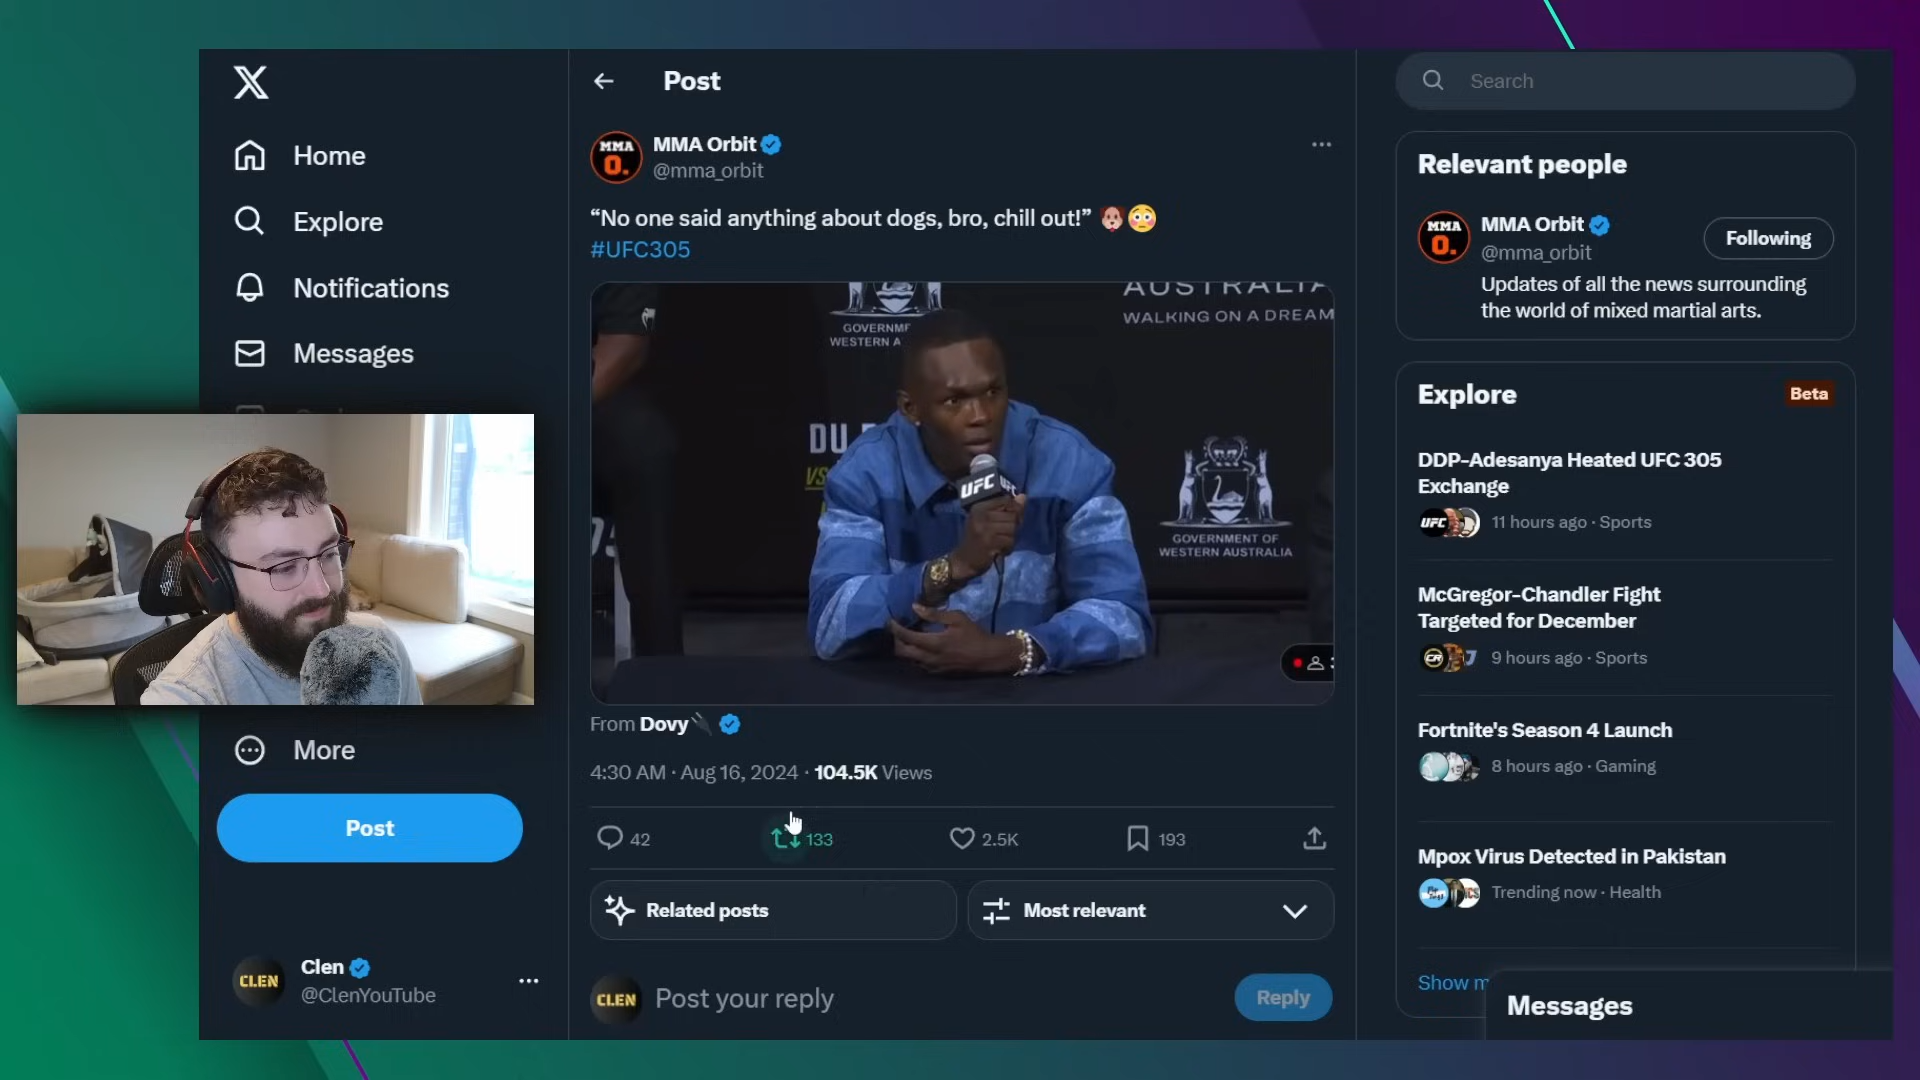 Home
Explore
Notifications
Messages
More
Post
Clen
@ClenYouTube
Post
MMA
O.
MMA Orbit
@mma_orbit
“No one said anything about dogs, bro, chill out!”
#UFC305
AUSTRALIA
WALKING ON A DREAM
GOVERNME
WESTERN A
DU
VS
UFC
GOVERNMENT OF
WESTERN AUSTRALIA
From Dovy
4:30 AM · Aug 16, 2024 · 104.5K Views
42
133
2.5K
193
Related posts
Most relevant
CLEN
CLEN
Post your reply
Reply
Search
Relevant people
MMA
O.
MMA Orbit
@mma_orbit
Following
Updates of all the news surrounding
the world of mixed martial arts.
Explore
Beta
DDP-Adesanya Heated UFC 305
Exchange
UFC
11 hours ago · Sports
McGregor-Chandler Fight
Targeted for December
CR
9 hours ago · Sports
Fortnite's Season 4 Launch
8 hours ago · Gaming
Mpox Virus Detected in Pakistan
Trending now · Health
Show m
Messages